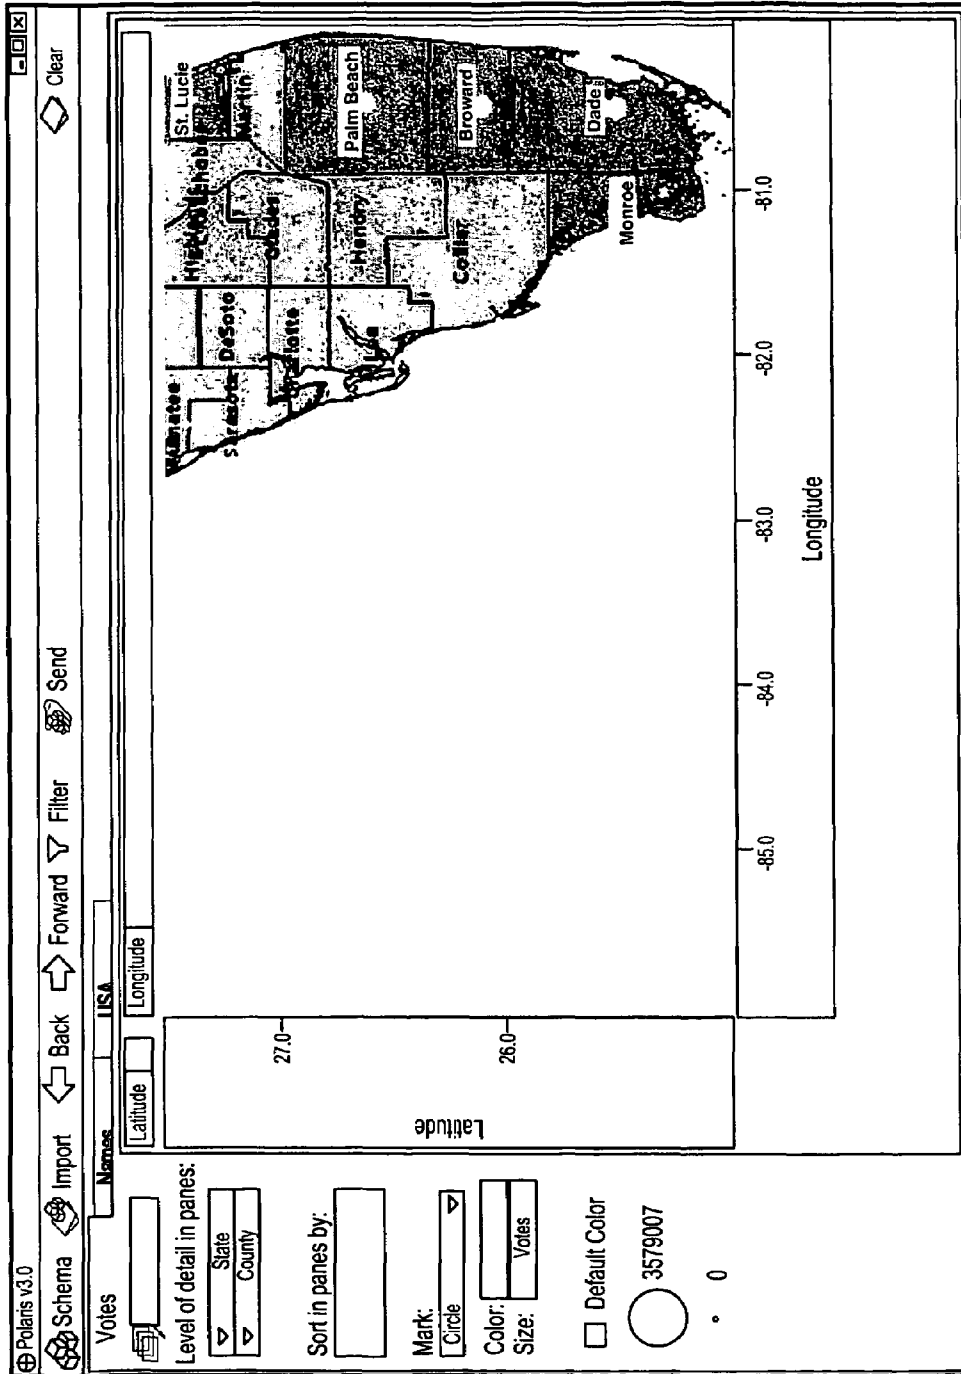 Polaris v3.0
Schema Import Back Forward Filter Send Clear
Votes Names USA
Latitude Longitude
Level of detail in panes:
State
County
Sort in panes by:
Mark:
Circle
Color:
Size: Votes
Default Color
3579007
0
Latitude
27.0
26.0
Manatee
Sarasota
DeSoto
Lee
Glades
Hendry
Collier
St. Lucie
Martin
Palm Beach
Broward
Dade
Monroe
-85.0 -84.0 -83.0 -82.0 -81.0
Longitude